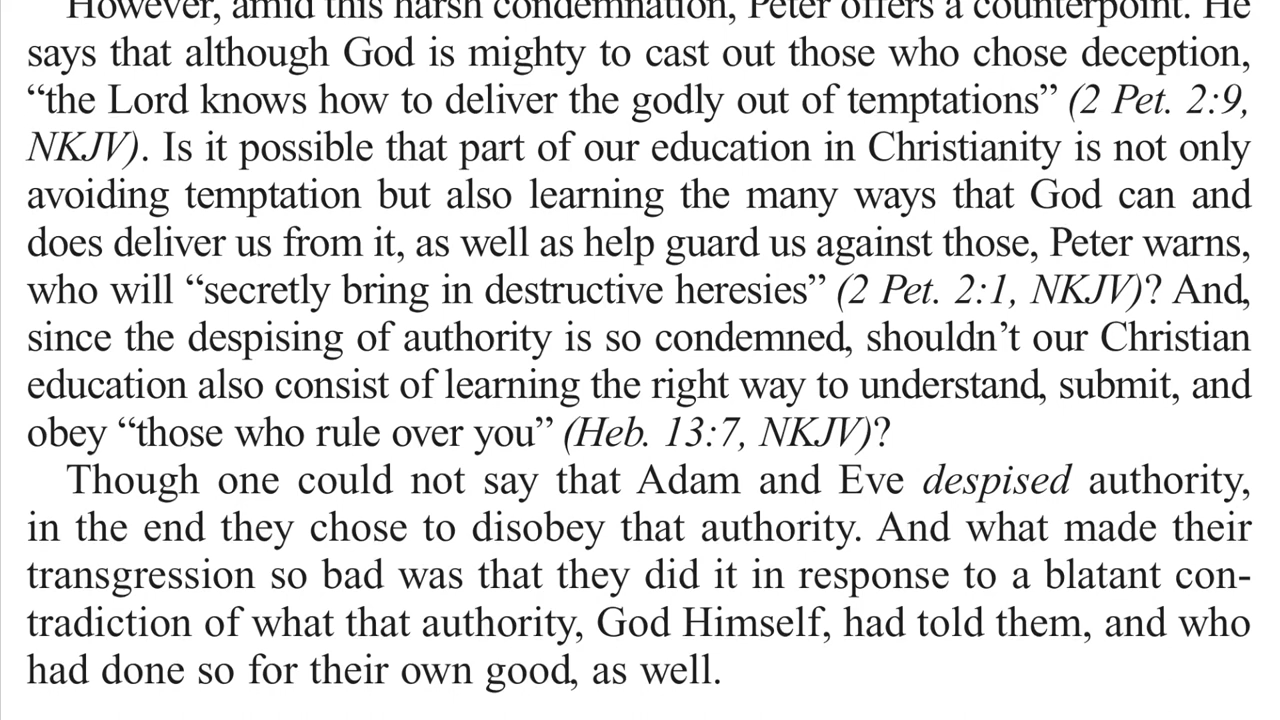 However, amid this harsh condemnation, Peter offers a counterpoint. He
says that although God is mighty to cast out those who chose deception,
“the Lord knows how to deliver the godly out of temptations” (2 Pet. 2:9,
NKJV). Is it possible that part of our education in Christianity is not only
avoiding temptation but also learning the many ways that God can and
does deliver us from it, as well as help guard us against those, Peter warns,
who will “secretly bring in destructive heresies” (2 Pet. 2:1, NKJV)? And,
since the despising of authority is so condemned, shouldn’t our Christian
education also consist of learning the right way to understand, submit, and
obey “those who rule over you” (Heb. 13:7, NKJV)?
Though one could not say that Adam and Eve despised authority,
in the end they chose to disobey that authority. And what made their
transgression so bad was that they did it in response to a blatant con-
tradiction of what that authority, God Himself, had told them, and who
had done so for their own good, as well.